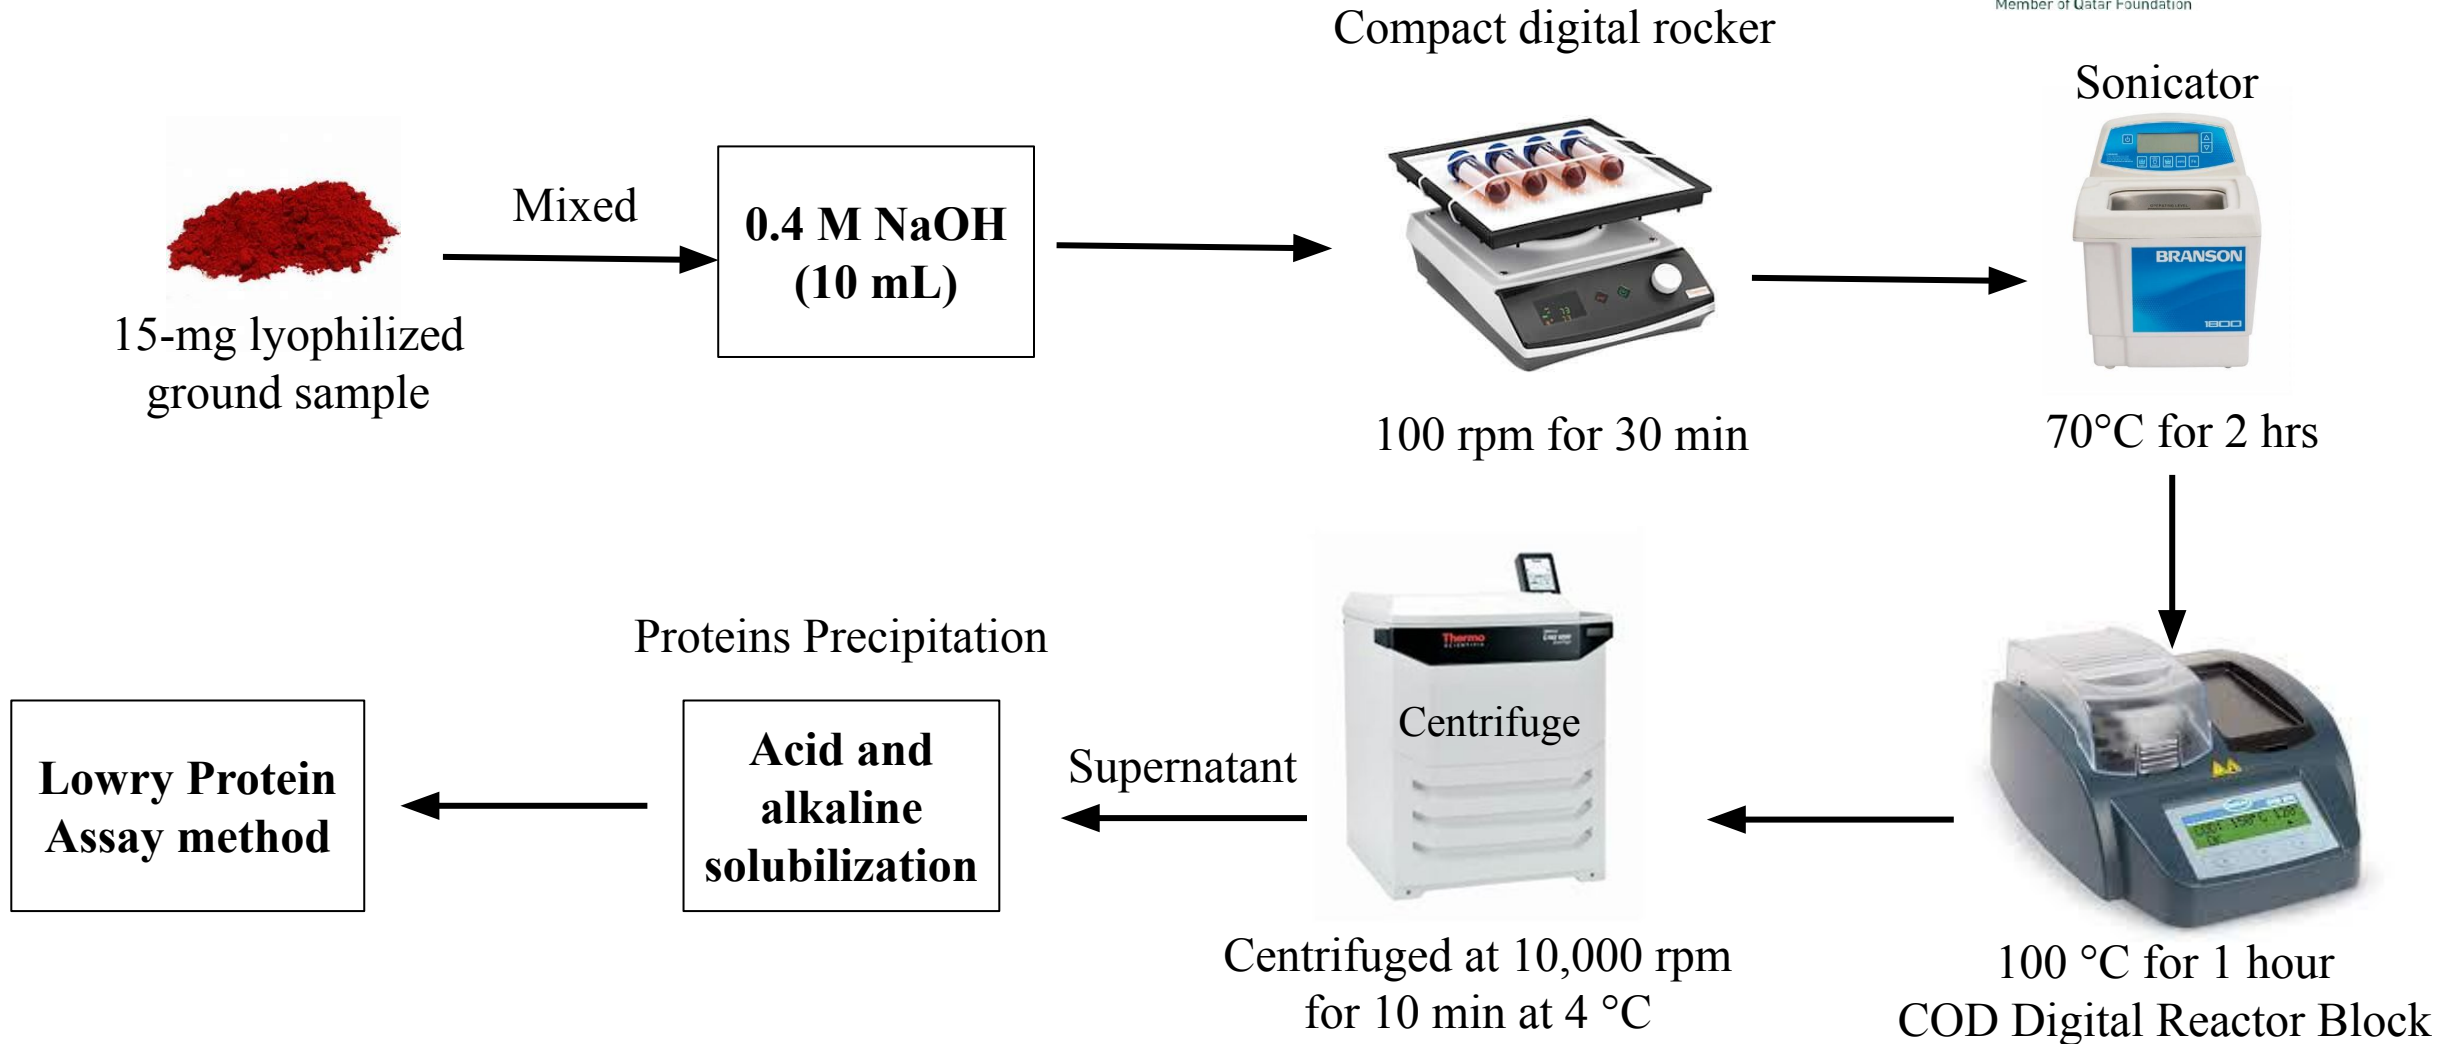 Member of Qatar Foundation
Compact digital rocker
Sonicator
Mixed
0.4 M NaOH
(10 mL)
15-mg lyophilized
ground sample
BRANSON
1800
100 rpm for 30 min
70°C for 2 hrs
Proteins Precipitation
Thermo
SCIENTIFIC
Centrifuge
Supernatant
Acid and
alkaline
solubilization
Lowry Protein
Assay method
Centrifuged at 10,000 rpm
for 10 min at 4 °C
100 °C for 1 hour
COD Digital Reactor Block